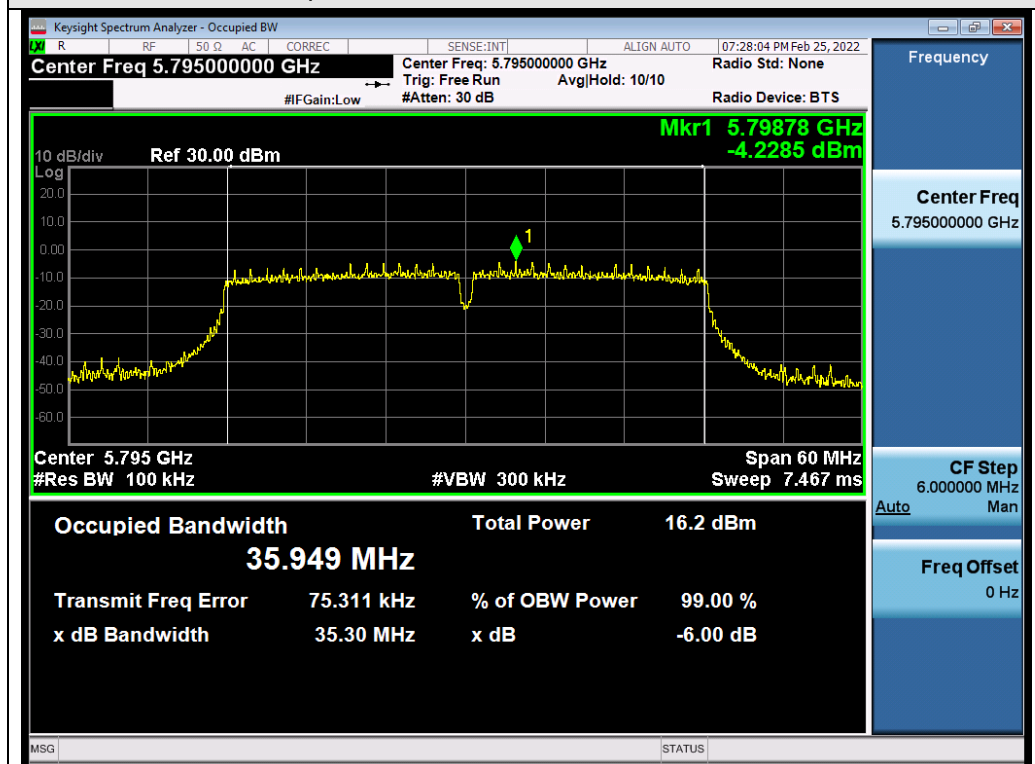 Keysight Spectrum Analyzer - Occupied BW
LXI R RF 50 Ω AC CORREC SENSE:INT ALIGN AUTO 07:28:04 PM Feb 25, 2022
Center Freq 5.795000000 GHz Center Freq: 5.795000000 GHz Radio Std: None
Trig: Free Run Avg|Hold: 10/10
#IFGain:Low #Atten: 30 dB Radio Device: BTS
Mkr1 5.79878 GHz
10 dB/div Ref 30.00 dBm -4.2285 dBm
Log
20.0
10.0
1
0.00
-10.0
-20.0
-30.0
-40.0
-50.0
-60.0
Center 5.795 GHz Span 60 MHz
#Res BW 100 kHz #VBW 300 kHz Sweep 7.467 ms
Occupied Bandwidth Total Power 16.2 dBm
35.949 MHz
Transmit Freq Error 75.311 kHz % of OBW Power 99.00 %
x dB Bandwidth 35.30 MHz x dB -6.00 dB
Frequency
Center Freq
5.795000000 GHz
CF Step
6.000000 MHz
Auto Man
Freq Offset
0 Hz
MSG STATUS